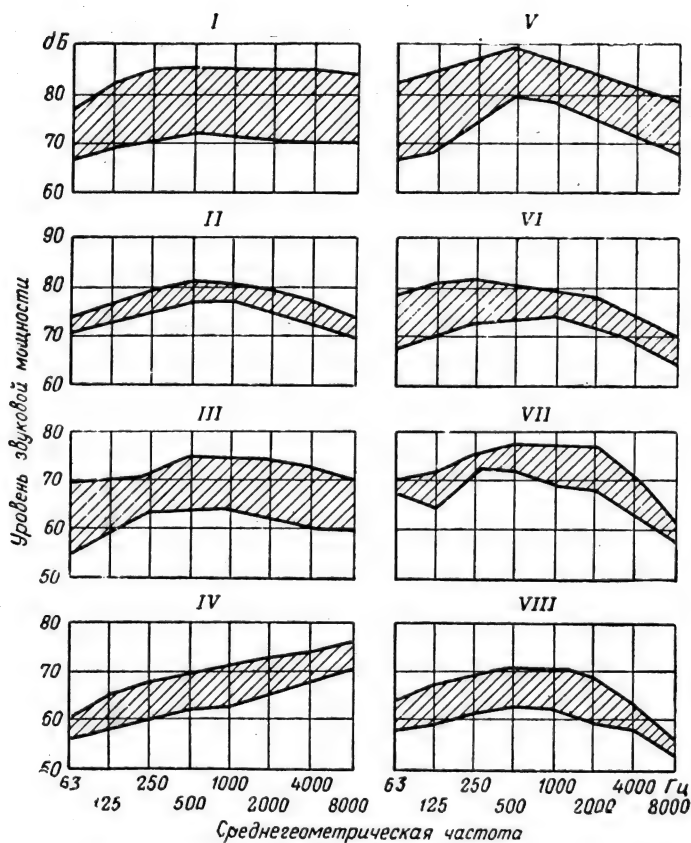 I V
дБ
80
70
60
II VI
90
80
70
60
III VII
80
70
60
50
IV VIII
80
70
60
50
63 250 1000 4000 63 250 1000 4000 Гц
125 500 2000 8000 125 500 2000 8000
Среднегеометрическая частота
Уровень звуковой мощности